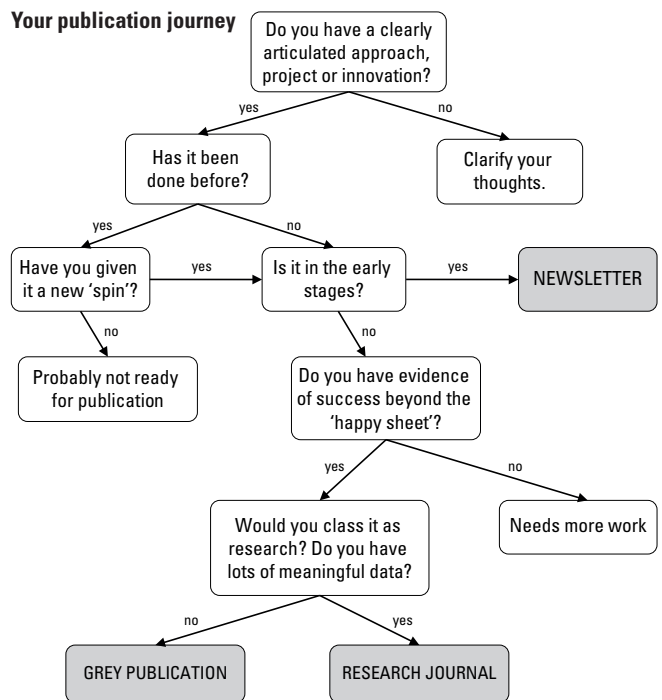 Your publication journey
Do you have a clearly
articulated approach,
project or innovation?
yes
no
Has it been
done before?
Clarify your
thoughts.
yes
no
Have you given
it a new ‘spin’?
yes
Is it in the early
stages?
yes
NEWSLETTER
no
no
Probably not ready
for publication
Do you have evidence
of success beyond the
‘happy sheet’?
yes
no
Would you class it as
research? Do you have
lots of meaningful data?
Needs more work
no
yes
GREY PUBLICATION
RESEARCH JOURNAL